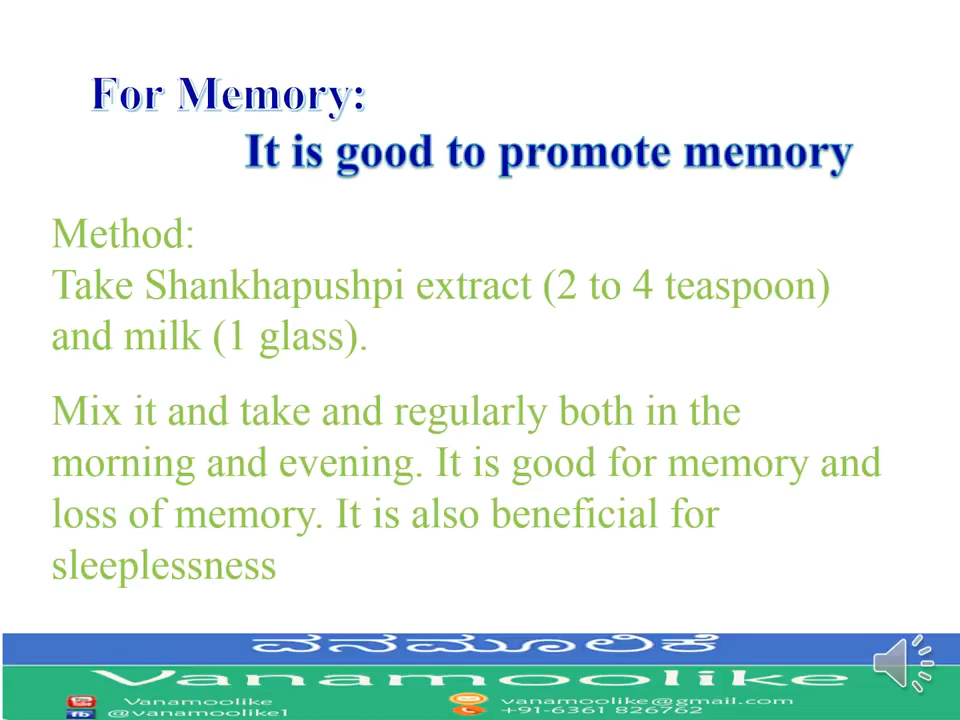 For Memory:
It is good to promote memory
Method:
Take Shankhapushpi extract (2 to 4 teaspoon)
and milk (1 glass).
Mix it and take and regularly both in the
morning and evening. It is good for memory and
loss of memory. It is also beneficial for
sleeplessness
ವನಮೂಲಿಕೆ
Vanamoolike
Vanamoolike
vanamoolike@gmail.com
@vanamoolike1
+91-6361 826762